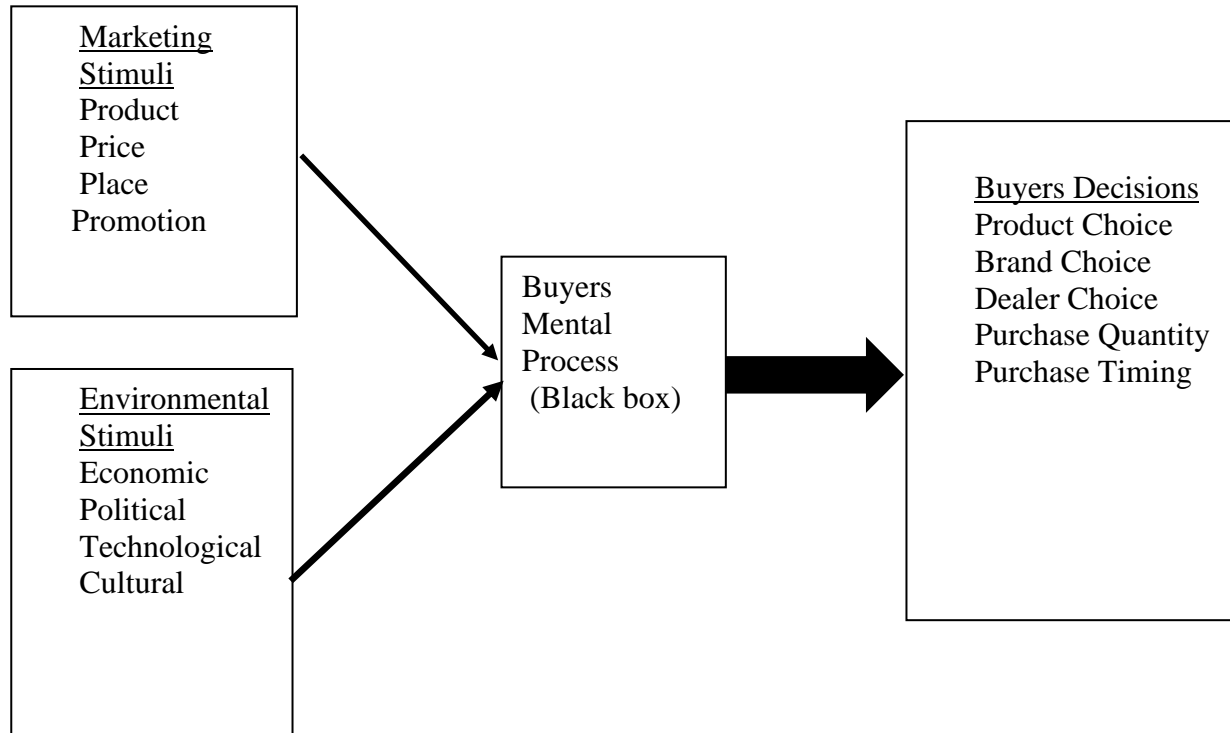 Marketing
Stimuli
Product
Price
Place
Promotion
Environmental
Stimuli
Economic
Political
Technological
Cultural
Buyers
Mental
Process
(Black box)
Buyers Decisions
Product Choice
Brand Choice
Dealer Choice
Purchase Quantity
Purchase Timing